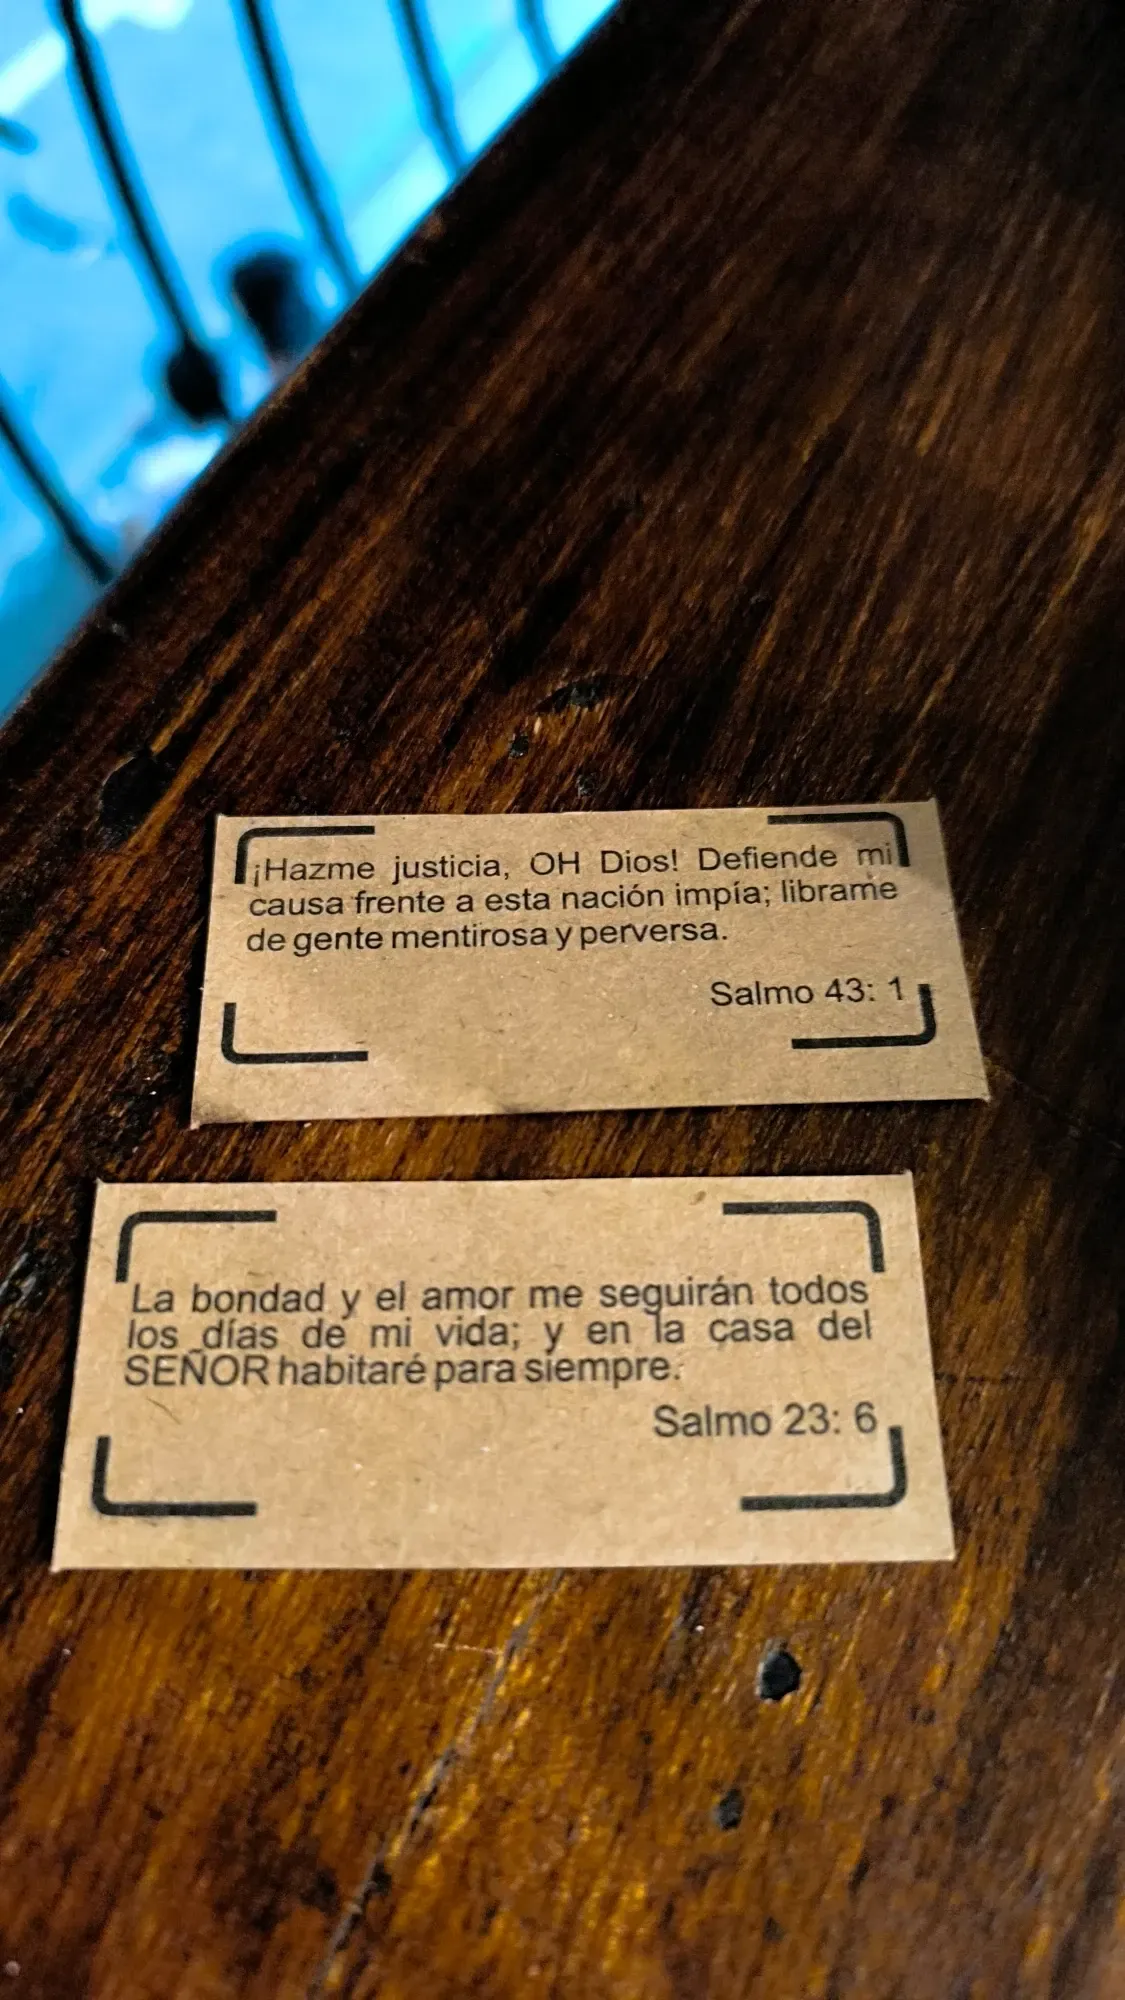 ¡Hazme justicia, OH Dios! Defiende mi
causa frente a esta nación impía; librame
de gente mentirosa y perversa.
Salmo 43: 1
La bondad y el amor me seguirán todos
los días de mi vida; y en la casa del
SEÑOR habitaré para siempre.
Salmo 23: 6